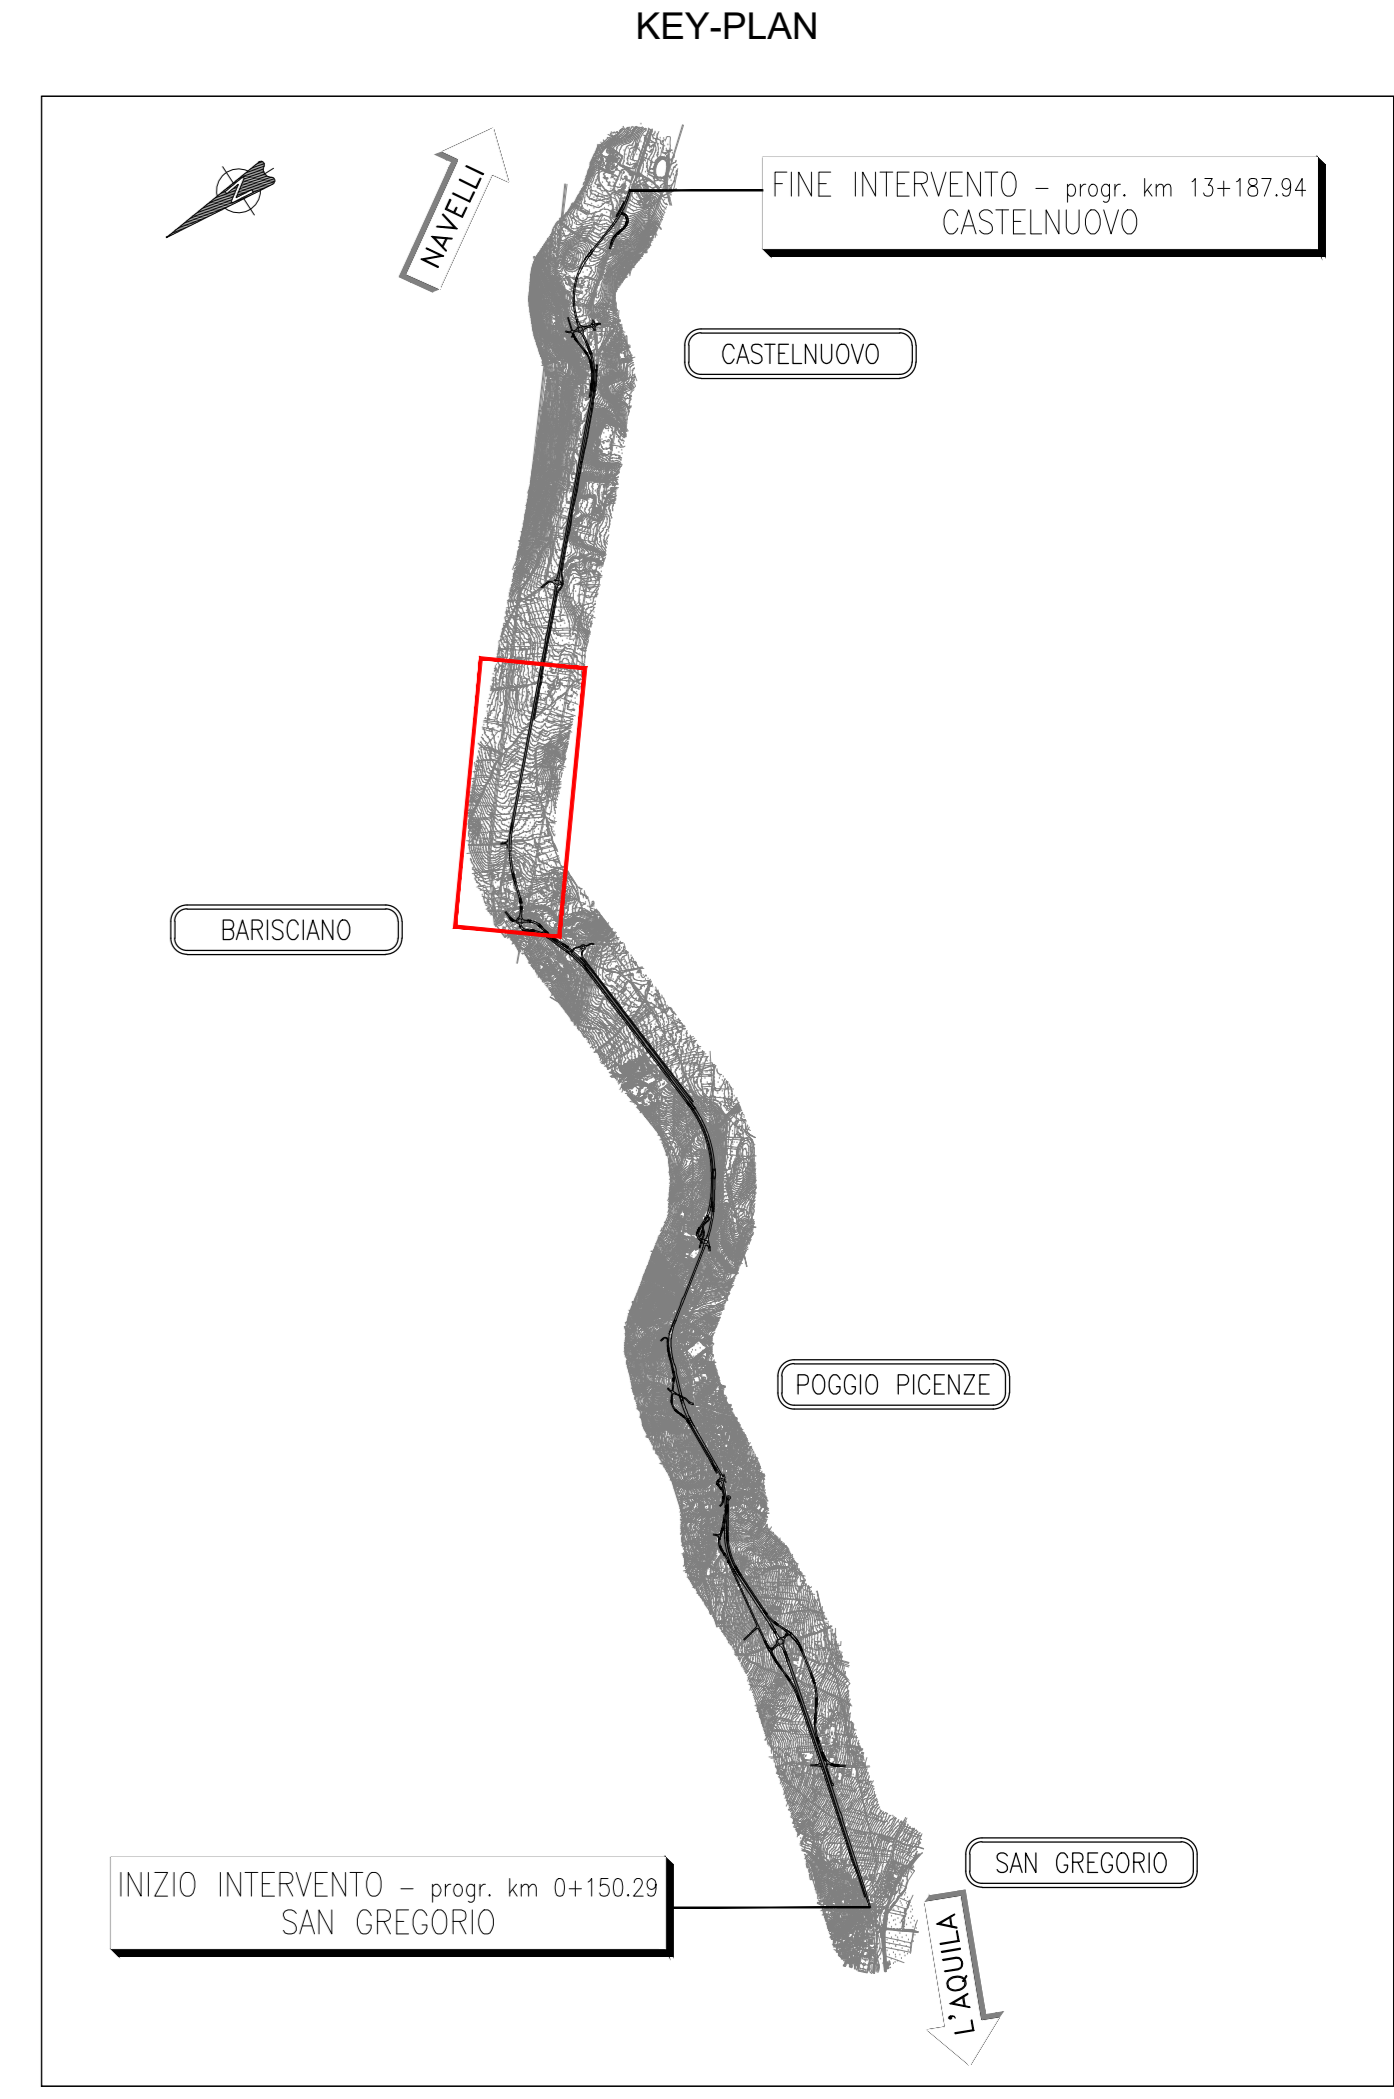 KEY-PLAN
NAVELLI
FINE INTERVENTO - progr. km 13+187.94
CASTELNUOVO
CASTELNUOVO
BARISCIANO
POGGIO PICENZE
SAN GREGORIO
INIZIO INTERVENTO - progr. km 0+150.29
SAN GREGORIO
L'AQUILA